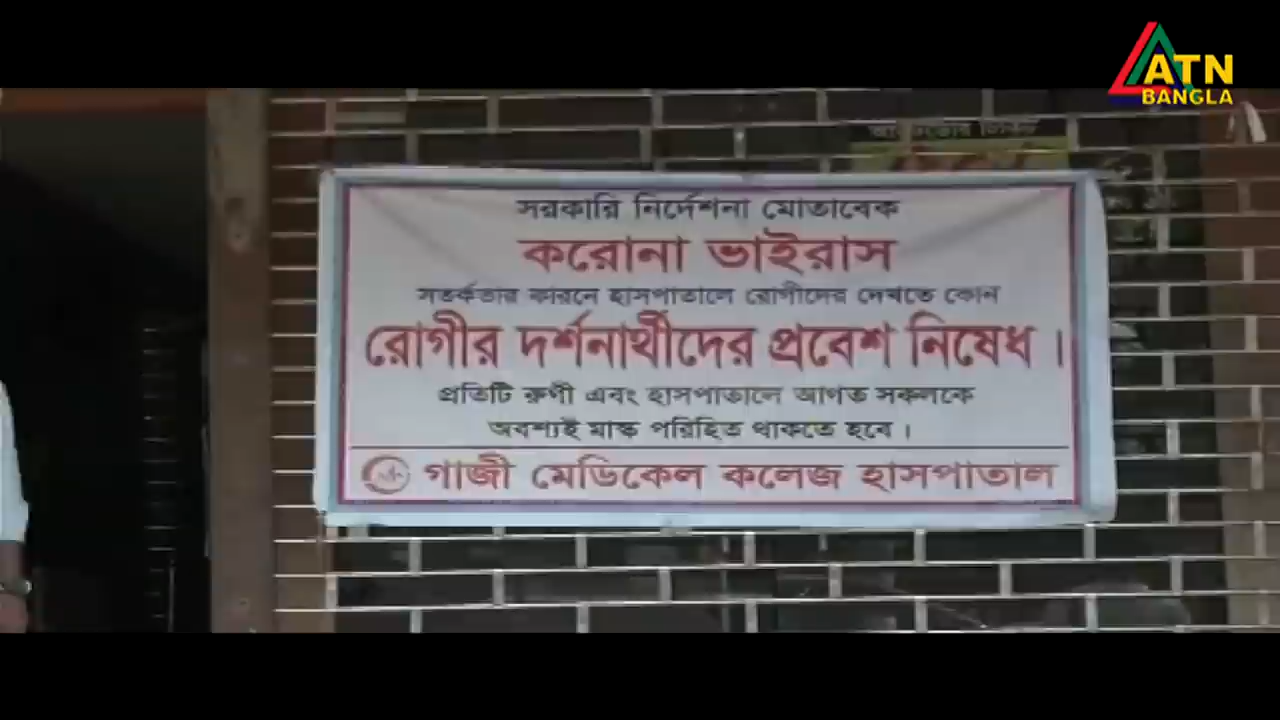 ATN
BANGLA
সরকারি নির্দেশনা মোতাবেক
করোনা ভাইরাস
সতর্কতার কারনে হাসপাতালে রোগীদের দেখতে কোন
রোগীর দর্শনার্থীদের প্রবেশ নিষেধ।
প্রতিটি রুগী এবং হাসপাতালে আগত সকলকে
অবশ্যই মাস্ক পরিহিত থাকতে হবে।
গাজী মেডিকেল কলেজ হাসপাতাল